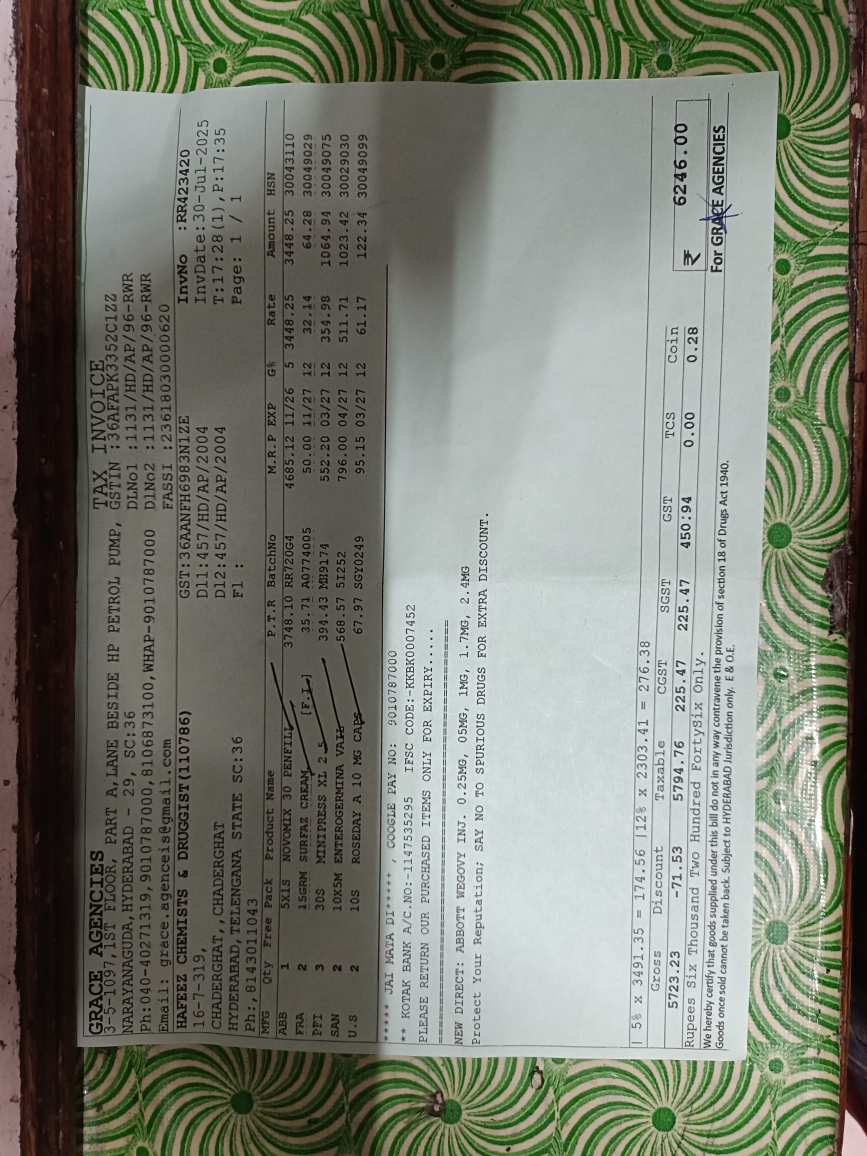 GRACE AGENCIES TAX INVOICE
3-5-1097,1ST FLOOR, PART A,LANE BESIDE HP PETROL PUMP, GSTIN :36AFAPK3352C1ZZ
NARAYANAGUDA,HYDERABAD - 29, SC:36 DLNo1 :1131/HD/AP/96-RWR
Ph:040-40271319,9010787000,8106873100,WHAP-9010787000 DlNo2 :1131/HD/AP/96-RWR
Email: grace.agenceis@gmail.com FASSI :23618030000620
HAFEEZ CHEMISTS & DRUGGIST(110786) GST:36AANFH6983N1ZE InvNo :RR423420
16-7-319, Dl1:457/HD/AP/2004 InvDate:30-Jul-2025
CHADERGHAT,,CHADERGHAT Dl2:457/HD/AP/2004 T:17:28(1),P:17:35
HYDERABAD,TELENGANA STATE SC:36 Fl : Page: 1 / 1
Ph:,8143011043
MFG Qty Free Pack Product Name P.T.R BatchNo M.R.P EXP G% Rate Amount HSN
ABB 1 5X1S NOVOMIX 30 PENFILL 3748.10 RR720G4 4685.12 11/26 5 3448.25 3448.25 30043110
FRA 2 15GRM SURFAZ CREAM [F.I] 35.71 A0774005 50.00 11/27 12 32.14 64.28 30049029
PFI 3 30S MINIPRESS XL 2.5 394.43 MH9174 552.20 03/27 12 354.98 1064.94 30049075
SAN 2 10X5M ENTEROGERMINA VAIL 568.57 5I252 796.00 04/27 12 511.71 1023.42 30029030
U.S 2 10S ROSEDAY A 10 MG CAPS 67.97 SGY0249 95.15 03/27 12 61.17 122.34 30049099
***** JAI MATA DI***** , GOOGLE PAY NO: 9010787000
** KOTAK BANK A/C.NO:-1147535295 IFSC CODE:-KKBK0007452
PLEASE RETURN OUR PURCHASED ITEMS ONLY FOR EXPIRY.....
NEW DIRECT: ABBOTT WEGOVY INJ. 0.25MG, 05MG, 1MG, 1.7MG, 2.4MG
Protect Your Reputation; SAY NO TO SPURIOUS DRUGS FOR EXTRA DISCOUNT.
| 5% x 3491.35 = 174.56 |12% x 2303.41 = 276.38
Gross Discount Taxable CGST SGST GST TCS Coin
5723.23 -71.53 5794.76 225.47 225.47 450.94 0.00 0.28 ₹ 6246.00
Rupees Six Thousand Two Hundred FortySix Only.
We hereby certify that goods supplied under this bill do not in any way contravene the provision of section 18 of Drugs Act 1940.
Goods once sold cannot be taken back. Subject to HYDERABAD Jurisdiction only. E & O.E. For GRACE AGENCIES